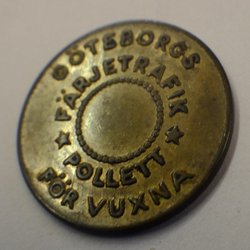 GÖTEBORGS
FÄRJETRAFIK
POLLETT
FÖR VUXNA